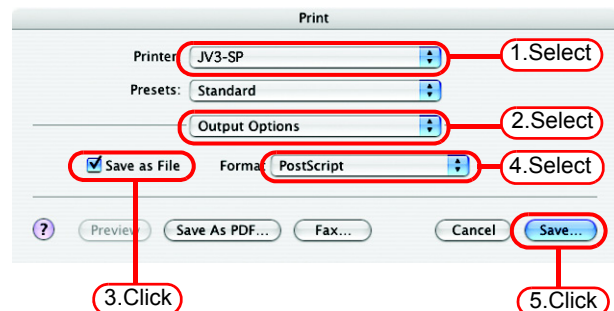 Print
Printer JV3-SP 1.Select
Presets: Standard
Output Options 2.Select
Save as File Format PostScript 4.Select
? Preview Save As PDF... Fax... Cancel Save...
3.Click 5.Click